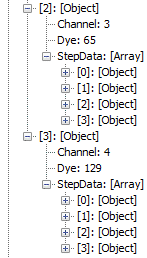 [2]: [Object]
Channel: 3
Dye: 65
StepData: [Array]
[0]: [Object]
[1]: [Object]
[2]: [Object]
[3]: [Object]
[3]: [Object]
Channel: 4
Dye: 129
StepData: [Array]
[0]: [Object]
[1]: [Object]
[2]: [Object]
[3]: [Object]